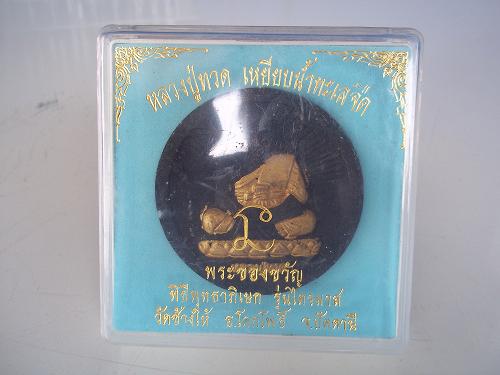 หลวงปู่ทวด เหยียบน้ำทะเลจืด
พระของขวัญ
พิธีพุทธาภิเษก รุ่นไตรมาส
วัดช้างให้ อ.โคกโพธิ์ จ.ปัตตานี